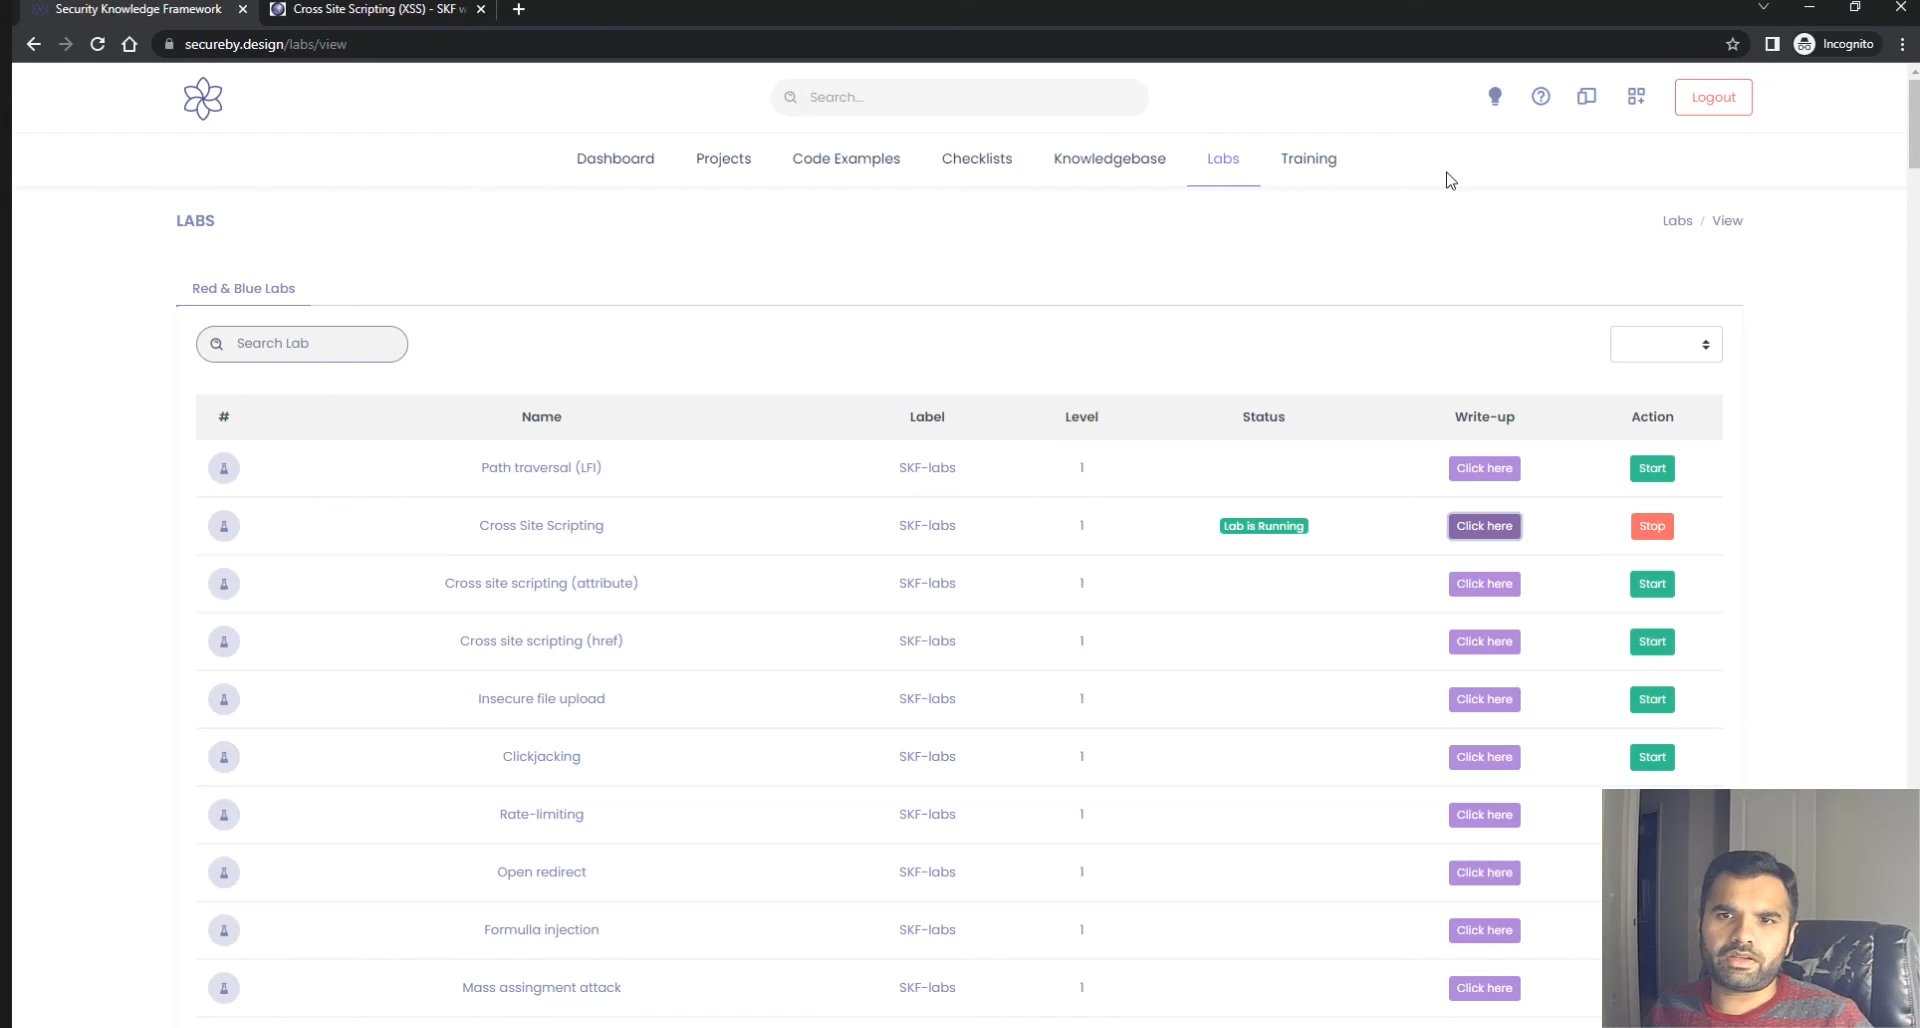 Security Knowledge Framework
Cross Site Scripting (XSS) - SKF w
secureby.design/labs/view
Incognito
Search...
Logout
Dashboard Projects Code Examples Checklists Knowledgebase Labs Training
LABS
Labs / View
Red & Blue Labs
Search Lab
# Name Label Level Status Write-up Action
Path traversal (LFI) SKF-labs 1 Click here Start
Cross Site Scripting SKF-labs 1 Lab is Running Click here Stop
Cross site scripting (attribute) SKF-labs 1 Click here Start
Cross site scripting (href) SKF-labs 1 Click here Start
Insecure file upload SKF-labs 1 Click here Start
Clickjacking SKF-labs 1 Click here Start
Rate-limiting SKF-labs 1 Click here
Open redirect SKF-labs 1 Click here
Formulla injection SKF-labs 1 Click here
Mass assingment attack SKF-labs 1 Click here